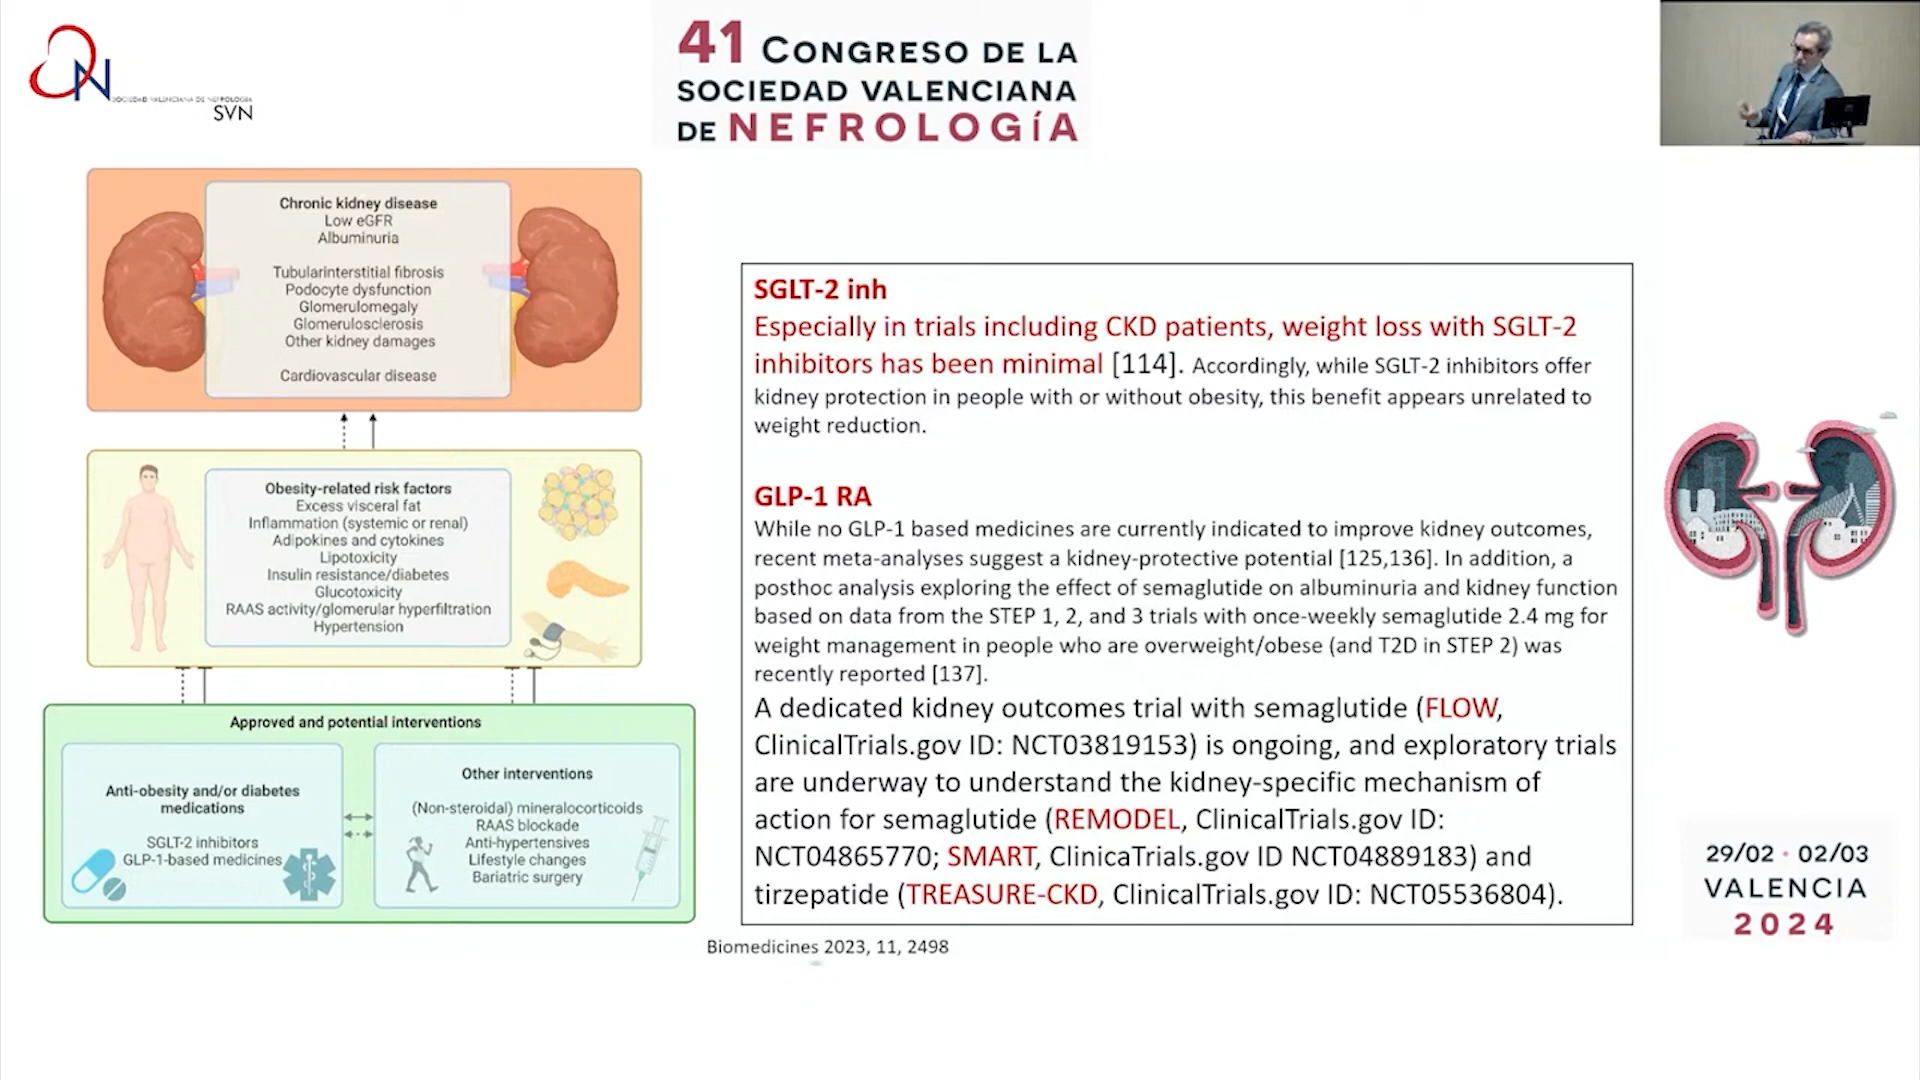 SOCIEDAD VALENCIANA DE NEFROLOGÍA
SVN
41 CONGRESO DE LA
SOCIEDAD VALENCIANA
DE NEFROLOGÍA
Chronic kidney disease
Low eGFR
Albuminuria
Tubularinterstitial fibrosis
Podocyte dysfunction
Glomerulomegaly
Glomerulosclerosis
Other kidney damages
Cardiovascular disease
Obesity-related risk factors
Excess visceral fat
Inflammation (systemic or renal)
Adipokines and cytokines
Lipotoxicity
Insulin resistance/diabetes
Glucotoxicity
RAAS activity/glomerular hyperfiltration
Hypertension
Approved and potential interventions
Anti-obesity and/or diabetes
medications
SGLT-2 inhibitors
GLP-1-based medicines
Other interventions
(Non-steroidal) mineralocorticoids
RAAS blockade
Anti-hypertensives
Lifestyle changes
Bariatric surgery
SGLT-2 inh
Especially in trials including CKD patients, weight loss with SGLT-2
inhibitors has been minimal [114]. Accordingly, while SGLT-2 inhibitors offer
kidney protection in people with or without obesity, this benefit appears unrelated to
weight reduction.
GLP-1 RA
While no GLP-1 based medicines are currently indicated to improve kidney outcomes,
recent meta-analyses suggest a kidney-protective potential [125,136]. In addition, a
posthoc analysis exploring the effect of semaglutide on albuminuria and kidney function
based on data from the STEP 1, 2, and 3 trials with once-weekly semaglutide 2.4 mg for
weight management in people who are overweight/obese (and T2D in STEP 2) was
recently reported [137].
A dedicated kidney outcomes trial with semaglutide (FLOW,
ClinicalTrials.gov ID: NCT03819153) is ongoing, and exploratory trials
are underway to understand the kidney-specific mechanism of
action for semaglutide (REMODEL, ClinicalTrials.gov ID:
NCT04865770; SMART, ClinicaTrials.gov ID NCT04889183) and
tirzepatide (TREASURE-CKD, ClinicalTrials.gov ID: NCT05536804).
Biomedicines 2023, 11, 2498
29/02 · 02/03
VALENCIA
2024